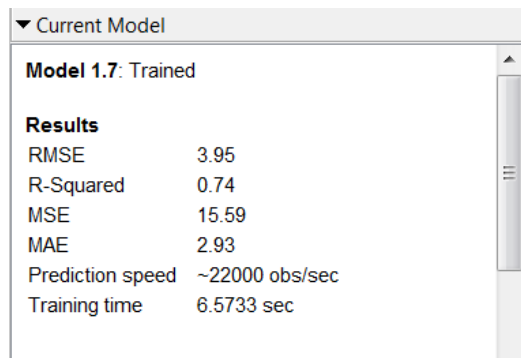 Current Model
Model 1.7: Trained
Results
RMSE 3.95
R-Squared 0.74
MSE 15.59
MAE 2.93
Prediction speed ~22000 obs/sec
Training time 6.5733 sec